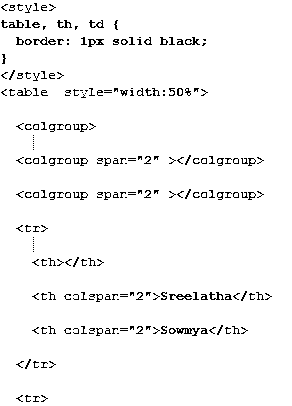 <style>
table, th, td {
border: 1px solid black;
}
</style>
<table style="width:50%">
<colgroup>
<colgroup span="2" ></colgroup>
<colgroup span="2" ></colgroup>
<tr>
<th></th>
<th colspan="2">Sreelatha</th>
<th colspan="2">Sowmya</th>
</tr>
<tr>